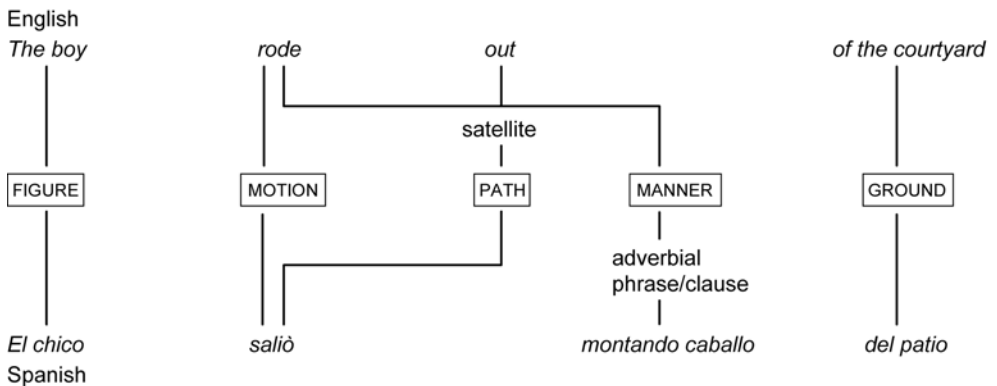 English
The boy rode out of the courtyard
satellite
FIGURE MOTION PATH MANNER GROUND
adverbial
phrase/clause
El chico saliò montando caballo del patio
Spanish